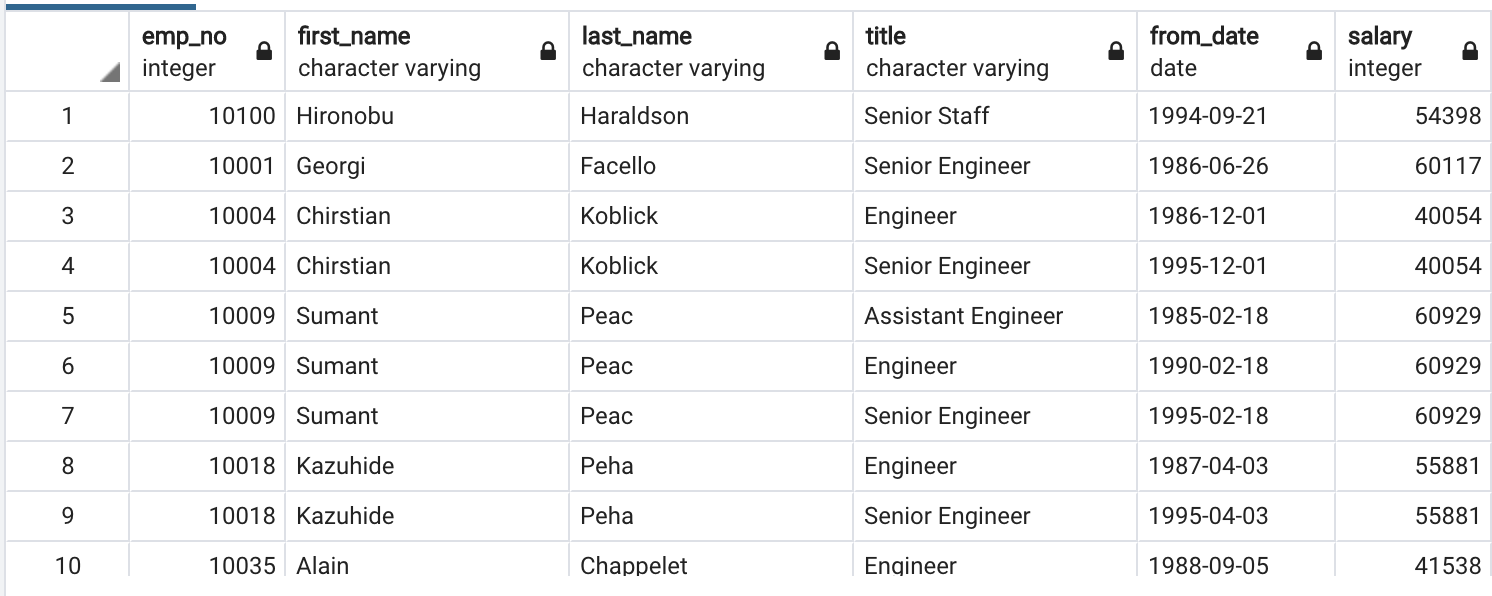 emp_no first_name last_name title from_date salary
integer character varying character varying character varying date integer
1 10100 Hironobu Haraldson Senior Staff 1994-09-21 54398
2 10001 Georgi Facello Senior Engineer 1986-06-26 60117
3 10004 Chirstian Koblick Engineer 1986-12-01 40054
4 10004 Chirstian Koblick Senior Engineer 1995-12-01 40054
5 10009 Sumant Peac Assistant Engineer 1985-02-18 60929
6 10009 Sumant Peac Engineer 1990-02-18 60929
7 10009 Sumant Peac Senior Engineer 1995-02-18 60929
8 10018 Kazuhide Peha Engineer 1987-04-03 55881
9 10018 Kazuhide Peha Senior Engineer 1995-04-03 55881
10 10035 Alain Chappelet Engineer 1988-09-05 41538